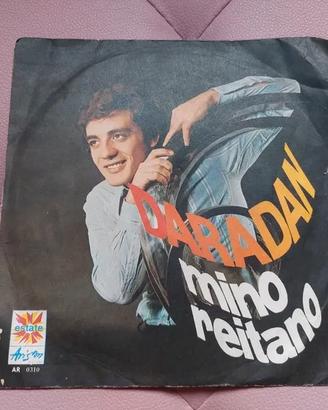 DARADAN
mino
reitano
estate
Ariston
AR 0310